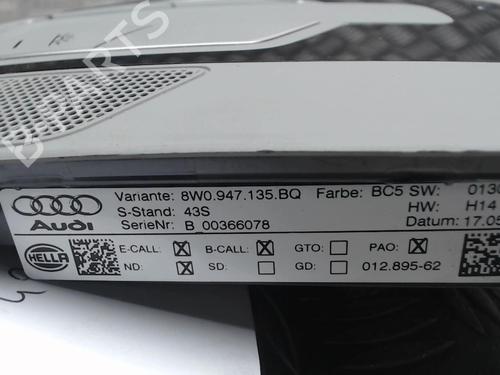 B-PARTS
Variante: 8W0.947.135.BQ Farbe: BC5 SW: 013
S-Stand: 43S HW: H14
Audi SerieNr: B 00366078 Datum: 17.05
HELLA E-CALL: B-CALL: GTO: PAO:
ND: SD: GD: 012.895-62